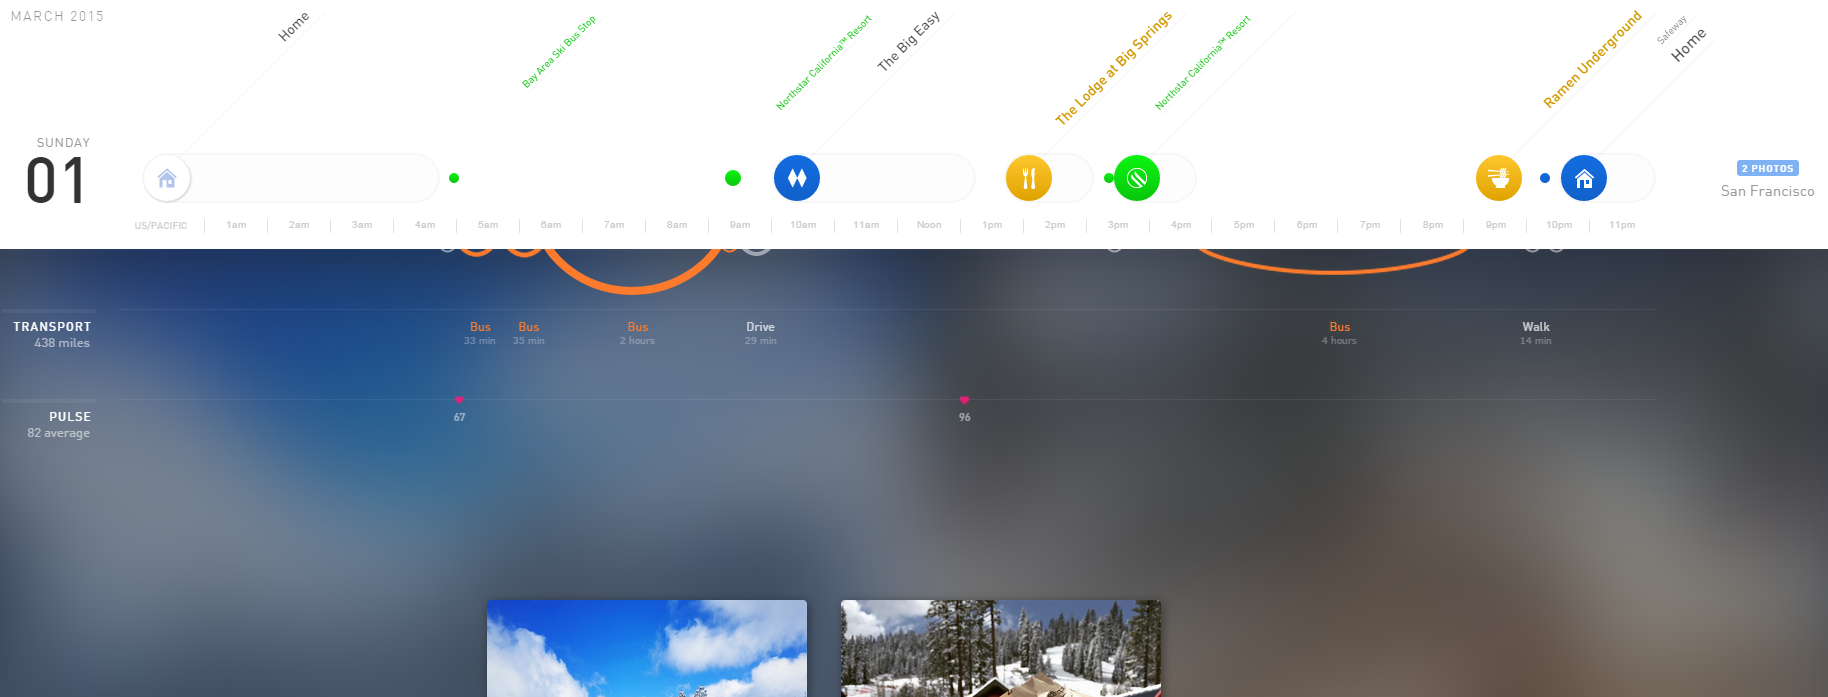 MARCH 2015
Home
Bay Area Ski Bus Stop
Northstar California™ Resort
The Big Easy
The Lodge at Big Springs
Northstar California™ Resort
Ramen Underground
Safeway
Home
SUNDAY
01
2 PHOTOS
San Francisco
US/PACIFIC 1am 2am 3am 4am 5am 6am 7am 8am 9am 10am 11am Noon 1pm 2pm 3pm 4pm 5pm 6pm 7pm 8pm 9pm 10pm 11pm
TRANSPORT Bus Bus Bus Drive Bus Walk
438 miles 33 min 35 min 2 hours 29 min 4 hours 14 min
PULSE 67 96
82 average